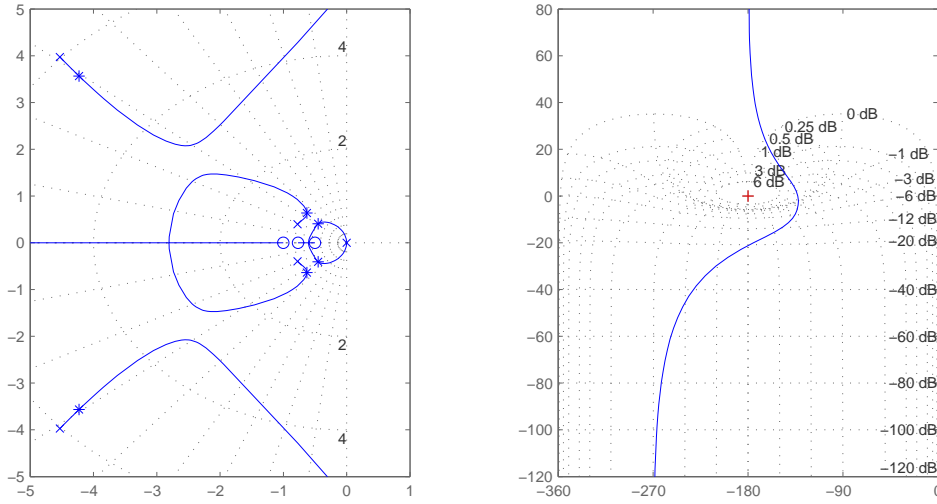 5
4
3
2
1
0
−1
−2
−3
−4
−5
−5
−4
−3
−2
−1
0
1
4
2
2
4
80
60
40
20
0
−20
−40
−60
−80
−100
−120
−360
−270
−180
−90
0
0 dB
0.25 dB
0.5 dB
1 dB
3 dB
6 dB
−1 dB
−3 dB
−6 dB
−12 dB
−20 dB
−40 dB
−60 dB
−80 dB
−100 dB
−120 dB